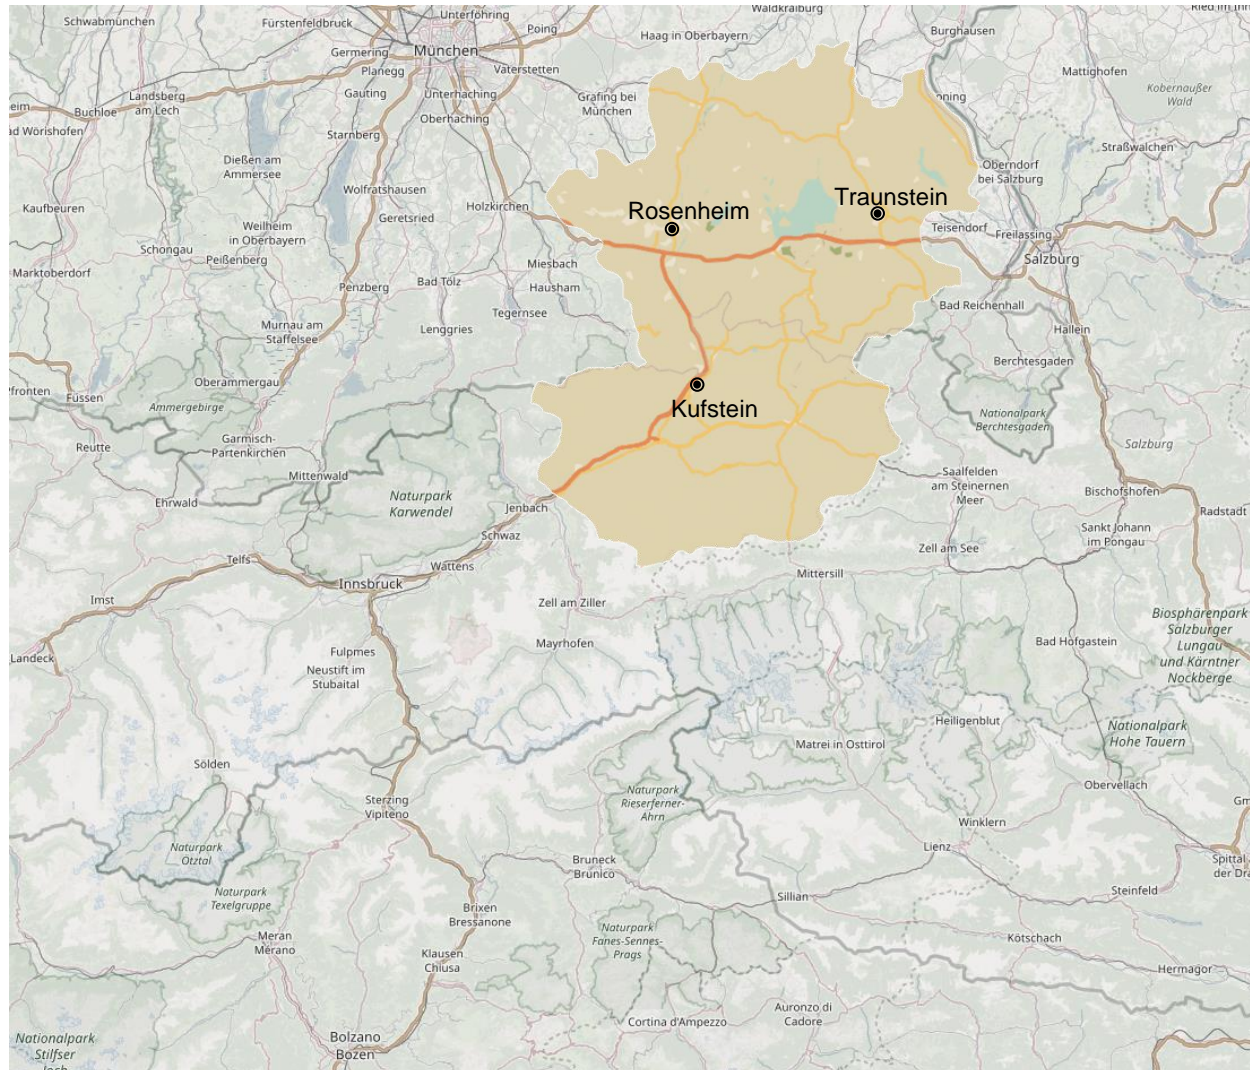 Schwabmünchen
Fürstenfeldbruck
Unterföhring
Poing
Waldkraiburg
Haag in Oberbayern
Burghausen
Germering
München
Planegg
Vaterstetten
Mattighofen
Landsberg
am Lech
Buchloe
Gauting
Unterhaching
Grafing bei
München
Kobernaußer
Wald
Oberhaching
Starnberg
ad Wörishofen
Straßwalchen
Dießen am
Ammersee
Oberndorf
bei Salzburg
Wolfratshausen
Traunstein
Kaufbeuren
Geretsried
Holzkirchen
Rosenheim
Weilheim
in Oberbayern
Teisendorf
Freilassing
Schongau
Peißenberg
Salzburg
Miesbach
Marktoberdorf
Penzberg
Bad Tölz
Hausham
Bad Reichenhall
Tegernsee
Murnau am
Staffelsee
Lenggries
Hallein
Berchtesgaden
Oberammergau
Pfronten
Füssen
Ammergebirge
Kufstein
Nationalpark
Berchtesgaden
Reutte
Garmisch-
Partenkirchen
Salzburg
Mittenwald
Saalfelden
am Steinernen
Meer
Ehrwald
Naturpark
Karwendel
Jenbach
Bischofshofen
Radstadt
Schwaz
Sankt Johann
im Pongau
Zell am See
Telfs
Wattens
Innsbruck
Mittersill
Imst
Zell am Ziller
Mayrhofen
Bad Hofgastein
Biosphärenpark
Salzburger
Lungau
und Kärntner
Nockberge
Landeck
Fulpmes
Neustift im
Stubaital
Heiligenblut
Nationalpark
Hohe Tauern
Matrei in Osttirol
Sölden
Obervellach
Sterzing
Vipiteno
Naturpark
Rieserferner-
Ahrn
Winklern
Naturpark
Ötztal
Lienz
Bruneck
Brunico
Spittal
der Dra
Naturpark
Texelgruppe
Sillian
Steinfeld
Brixen
Bressanone
Naturpark
Fanes-Sennes-
Prags
Meran
Merano
Kötschach
Klausen
Chiusa
Hermagor
Auronzo di
Cadore
Cortina d'Ampezzo
Bolzano
Bozen
Nationalpark
Stilfser